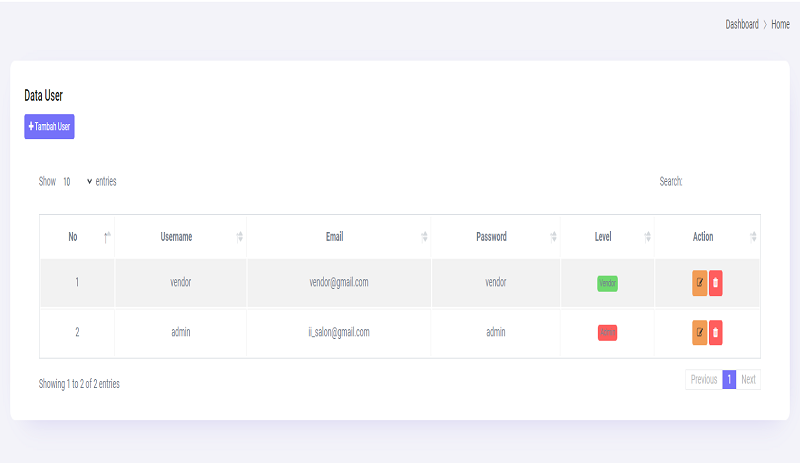 Dashboard > Home
Data User
+ Tambah User
Show 10 entries Search:
No Username Email Password Level Action
1 vendor vendor@gmail.com vendor vendor
2 admin ii_salon@gmail.com admin
Showing 1 to 2 of 2 entries
Previous 1 Next